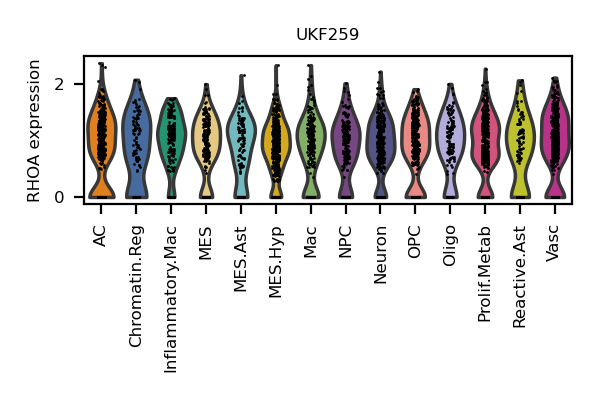 UKF259
RHOA expression
2
0
AC
Chromatin.Reg
Inflammatory.Mac
MES
MES.Ast
MES.Hyp
Mac
NPC
Neuron
OPC
Oligo
Prolif.Metab
Reactive.Ast
Vasc